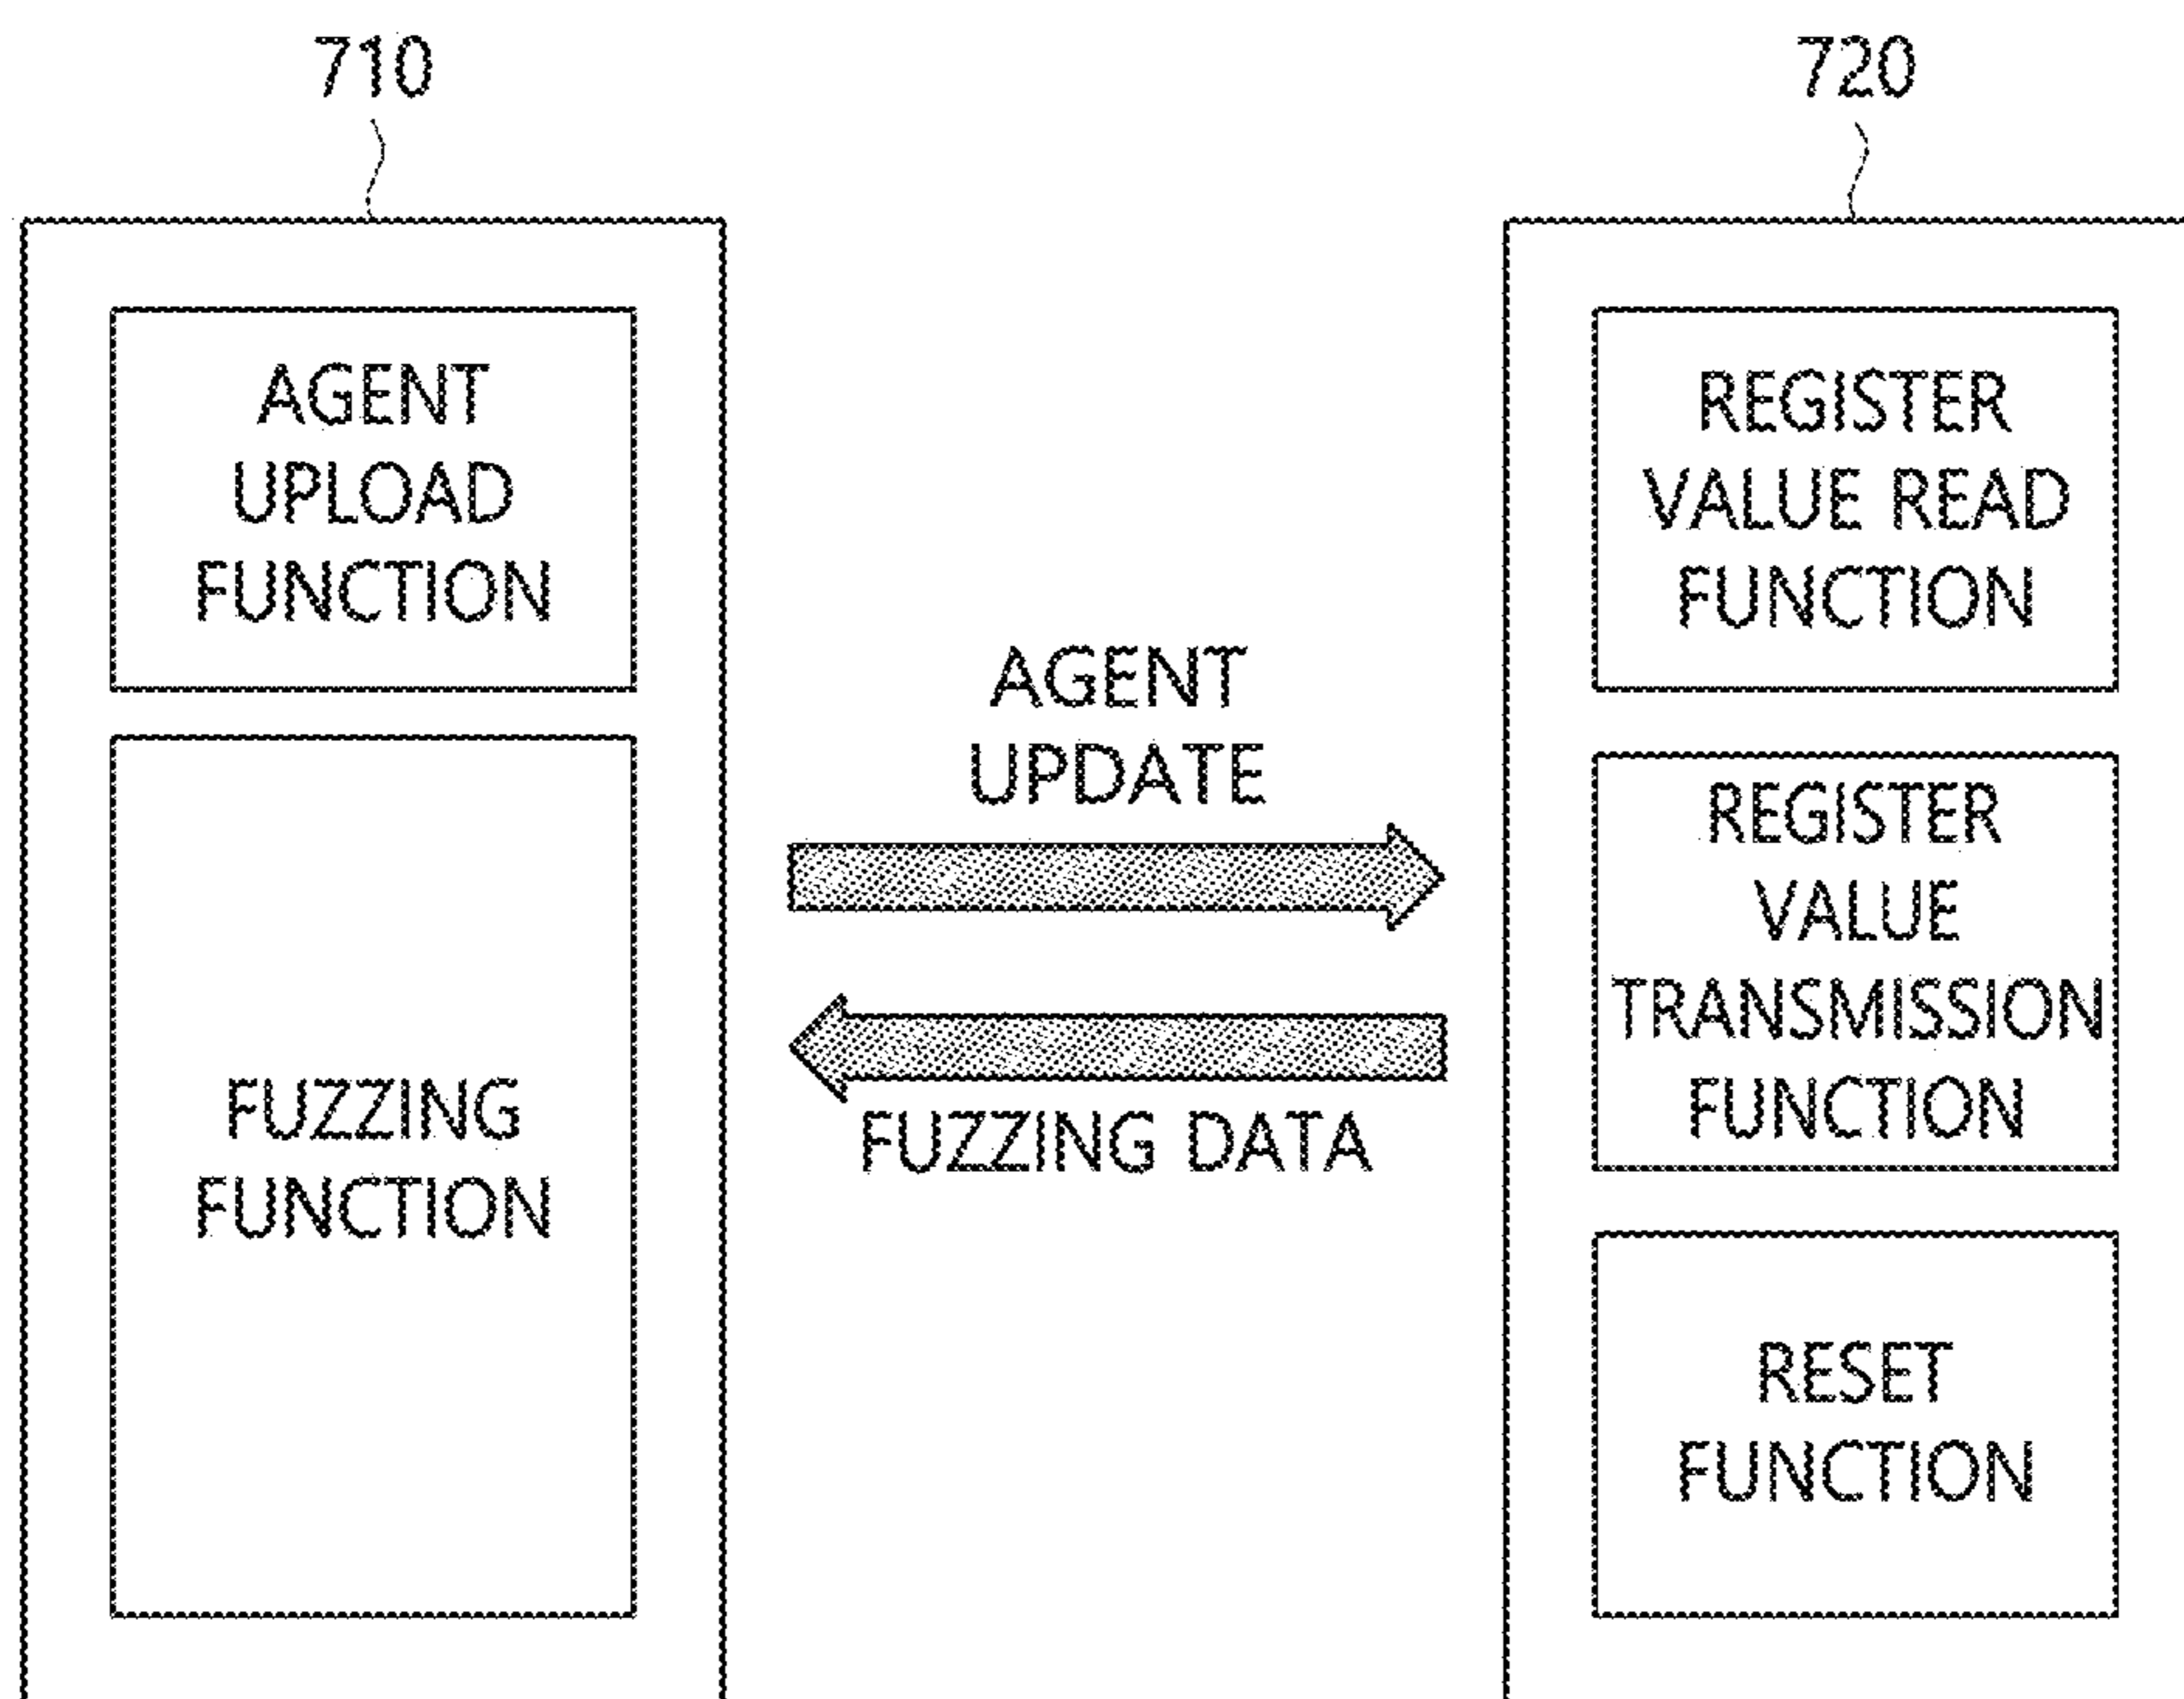 710
AGENT
UPLOAD
FUNCTION
FUZZING
FUNCTION
AGENT
UPDATE
FUZZING DATA
720
REGISTER
VALUE READ
FUNCTION
REGISTER
VALUE
TRANSMISSION
FUNCTION
RESET
FUNCTION